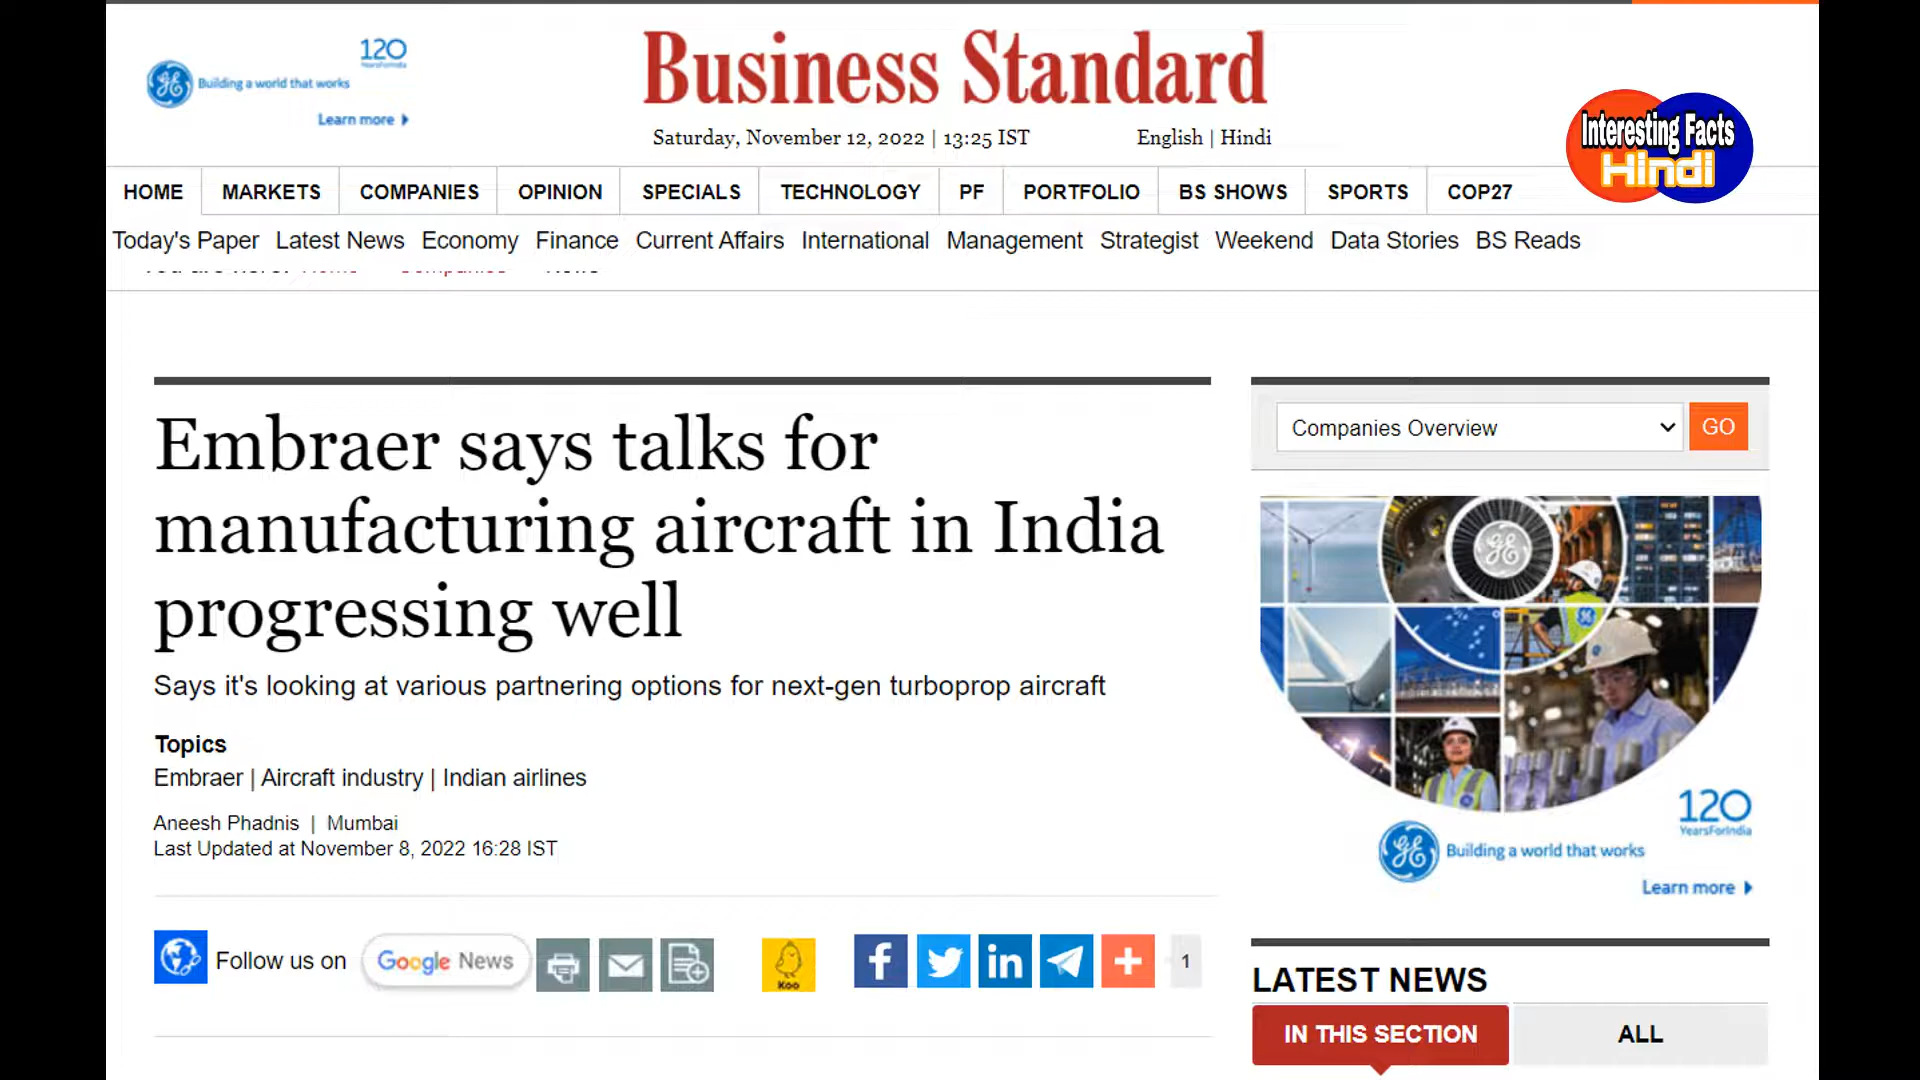 120
YearsForIndia
Building a world that works
Learn more
Business Standard
Saturday, November 12, 2022 | 13:25 IST
English | Hindi
Interesting Facts
Hindi
HOME
MARKETS
COMPANIES
OPINION
SPECIALS
TECHNOLOGY
PF
PORTFOLIO
BS SHOWS
SPORTS
COP27
Today's Paper
Latest News
Economy
Finance
Current Affairs
International
Management
Strategist
Weekend
Data Stories
BS Reads
Embraer says talks for
manufacturing aircraft in India
progressing well
Says it's looking at various partnering options for next-gen turboprop aircraft
Topics
Embraer | Aircraft industry | Indian airlines
Aneesh Phadnis | Mumbai
Last Updated at November 8, 2022 16:28 IST
Follow us on
Google News
Koo
1
Companies Overview
GO
GE
120
YearsForIndia
GE
Building a world that works
Learn more
LATEST NEWS
IN THIS SECTION
ALL